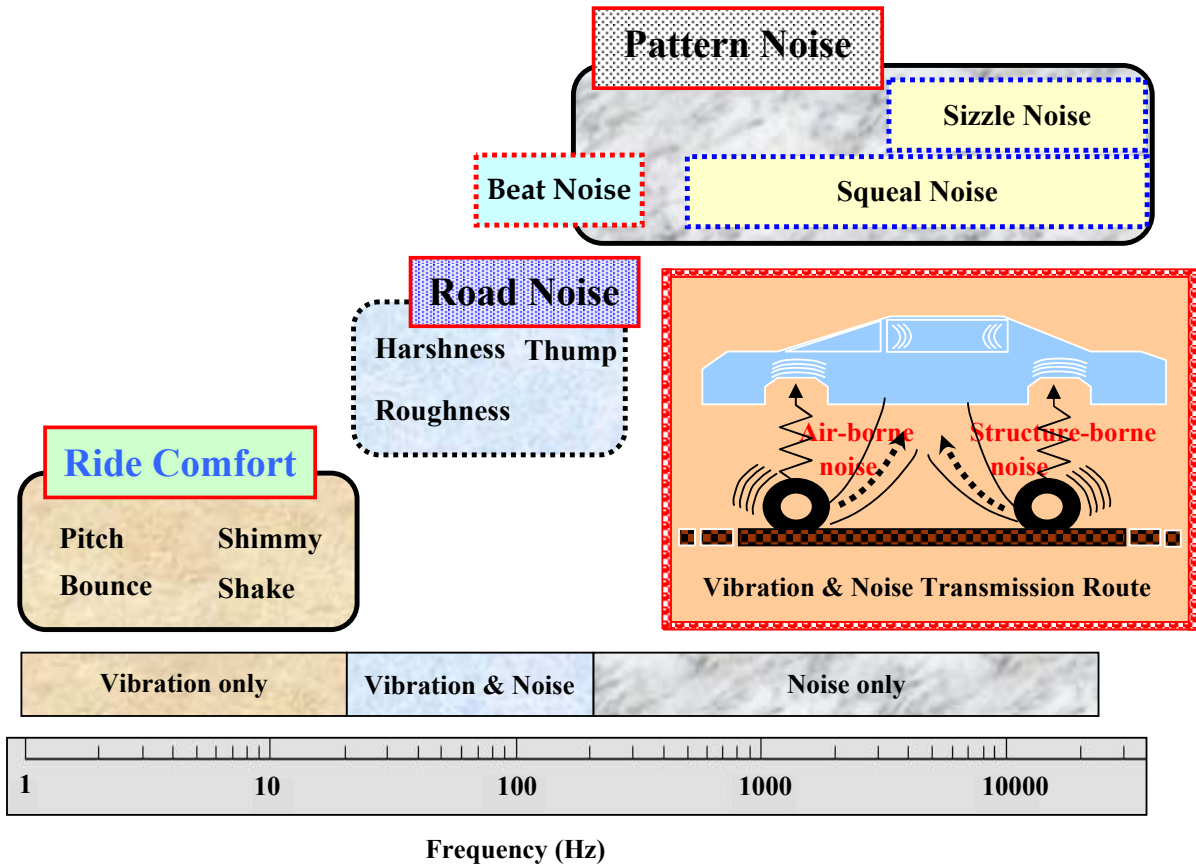 Pattern Noise
Sizzle Noise
Beat Noise
Squeal Noise
Road Noise
Harshness Thump
Roughness
Ride Comfort
Pitch Shimmy
Bounce Shake
Air-borne
noise
Structure-borne
noise
Vibration & Noise Transmission Route
Vibration only
Vibration & Noise
Noise only
1 10 100 1000 10000
Frequency (Hz)